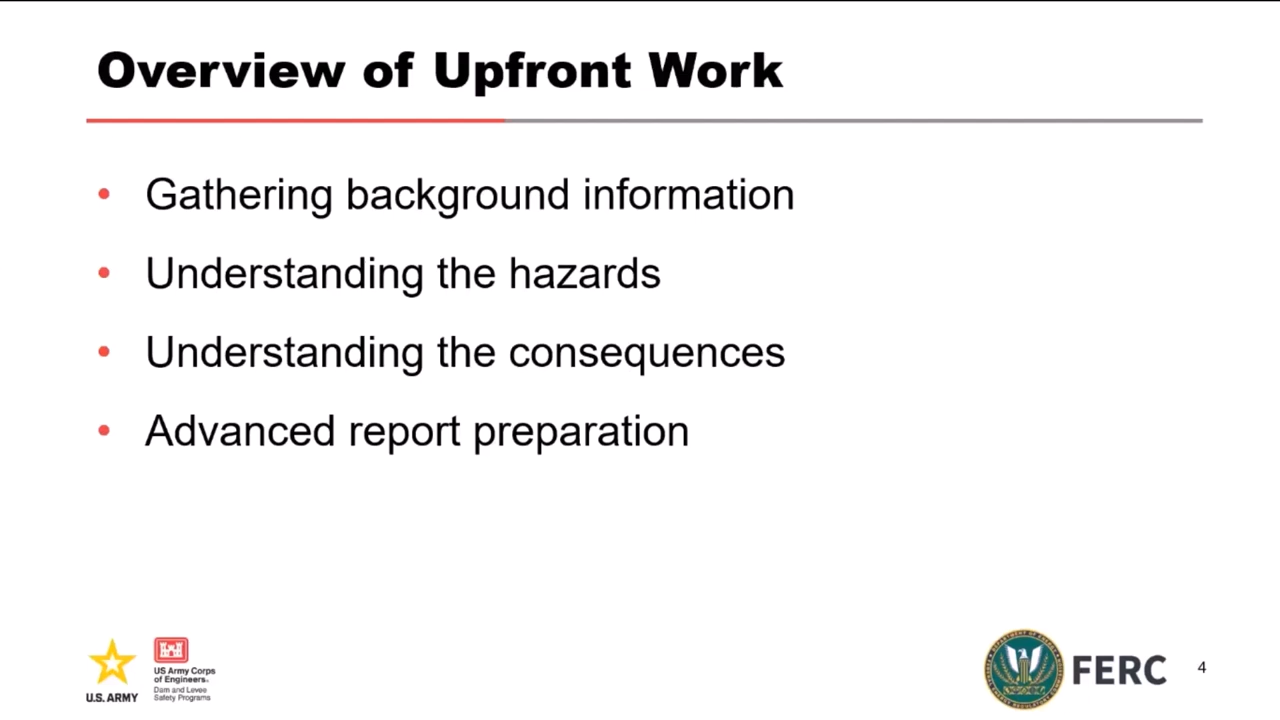 Overview of Upfront Work
• Gathering background information
• Understanding the hazards
• Understanding the consequences
• Advanced report preparation
U.S. ARMY
US Army Corps
of Engineers®
Dam and Levee
Safety Programs
FERC
4